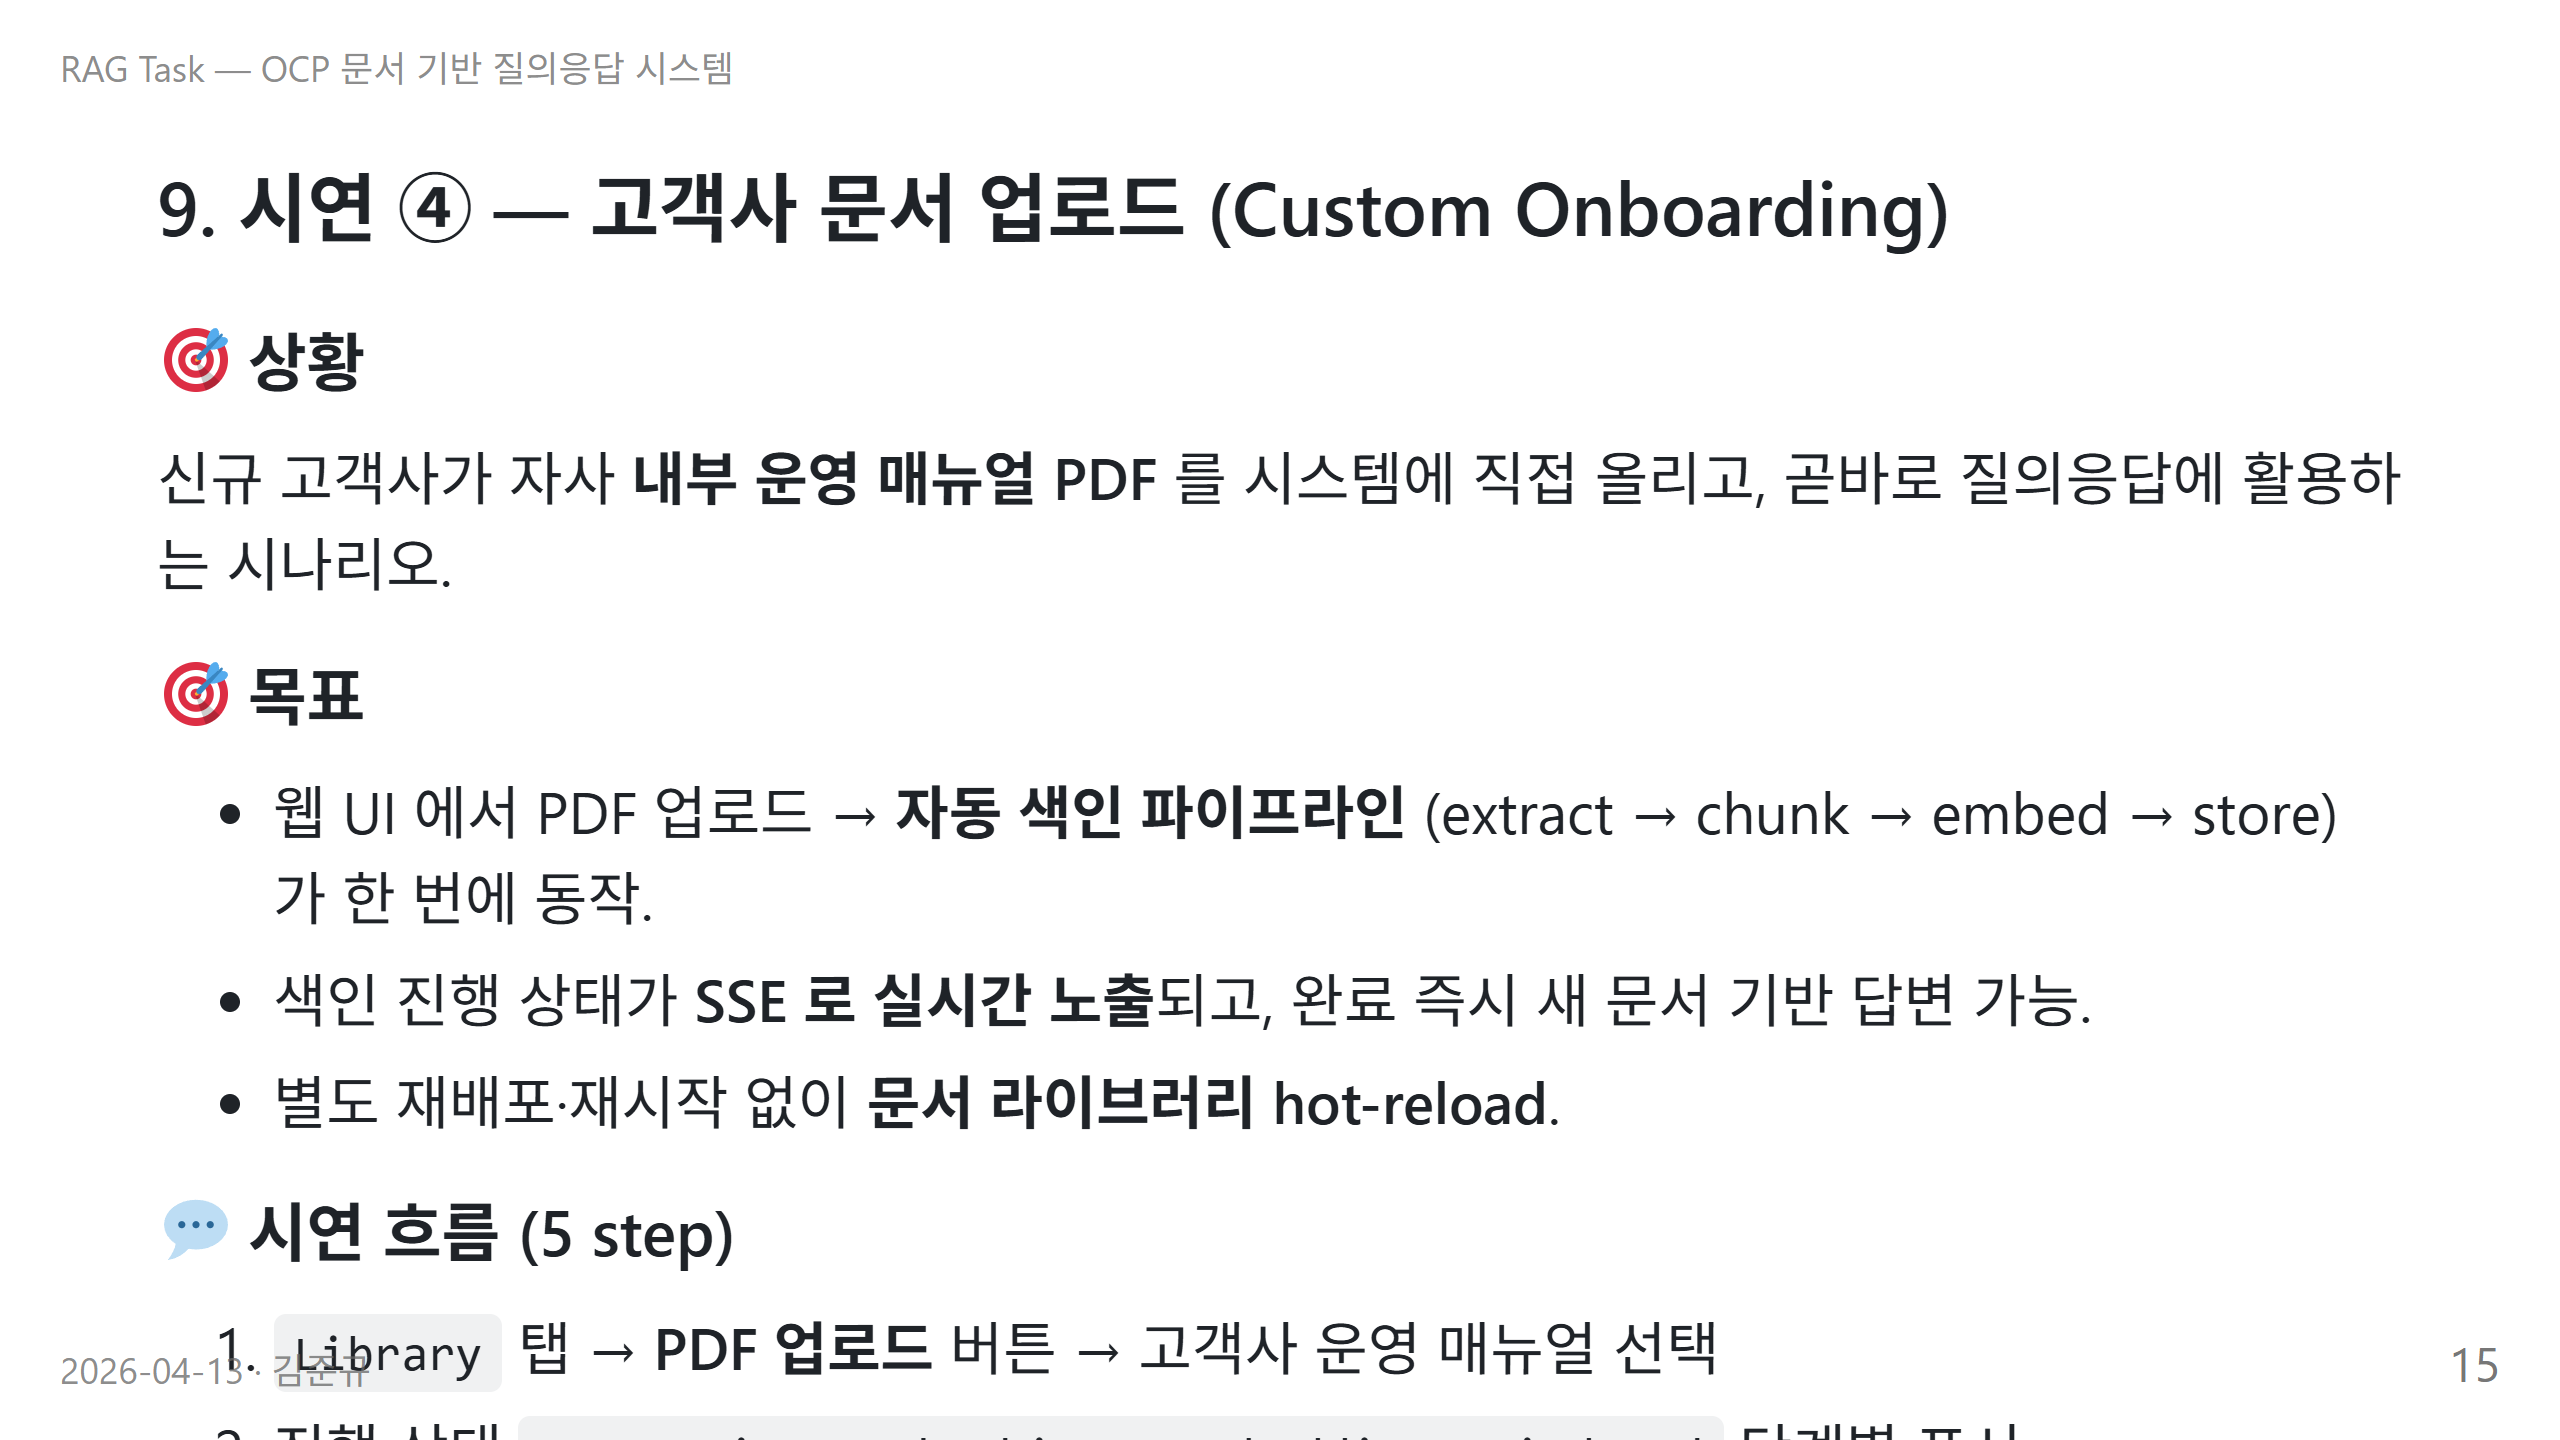 RAG Task — OCP 문서 기반 질의응답 시스템
9. 시연 ④ — 고객사 문서 업로드 (Custom Onboarding)
🎯 상황
신규 고객사가 자사 내부 운영 매뉴얼 PDF 를 시스템에 직접 올리고, 곧바로 질의응답에 활용하
는 시나리오.
🎯 목표
• 웹 UI 에서 PDF 업로드 → 자동 색인 파이프라인 (extract → chunk → embed → store)
가 한 번에 동작.
• 색인 진행 상태가 SSE 로 실시간 노출되고, 완료 즉시 새 문서 기반 답변 가능.
• 별도 재배포·재시작 없이 문서 라이브러리 hot-reload.
💬 시연 흐름 (5 step)
1. Library 탭 → PDF 업로드 버튼 → 고객사 운영 매뉴얼 선택
2026-04-13 · 김준규
15